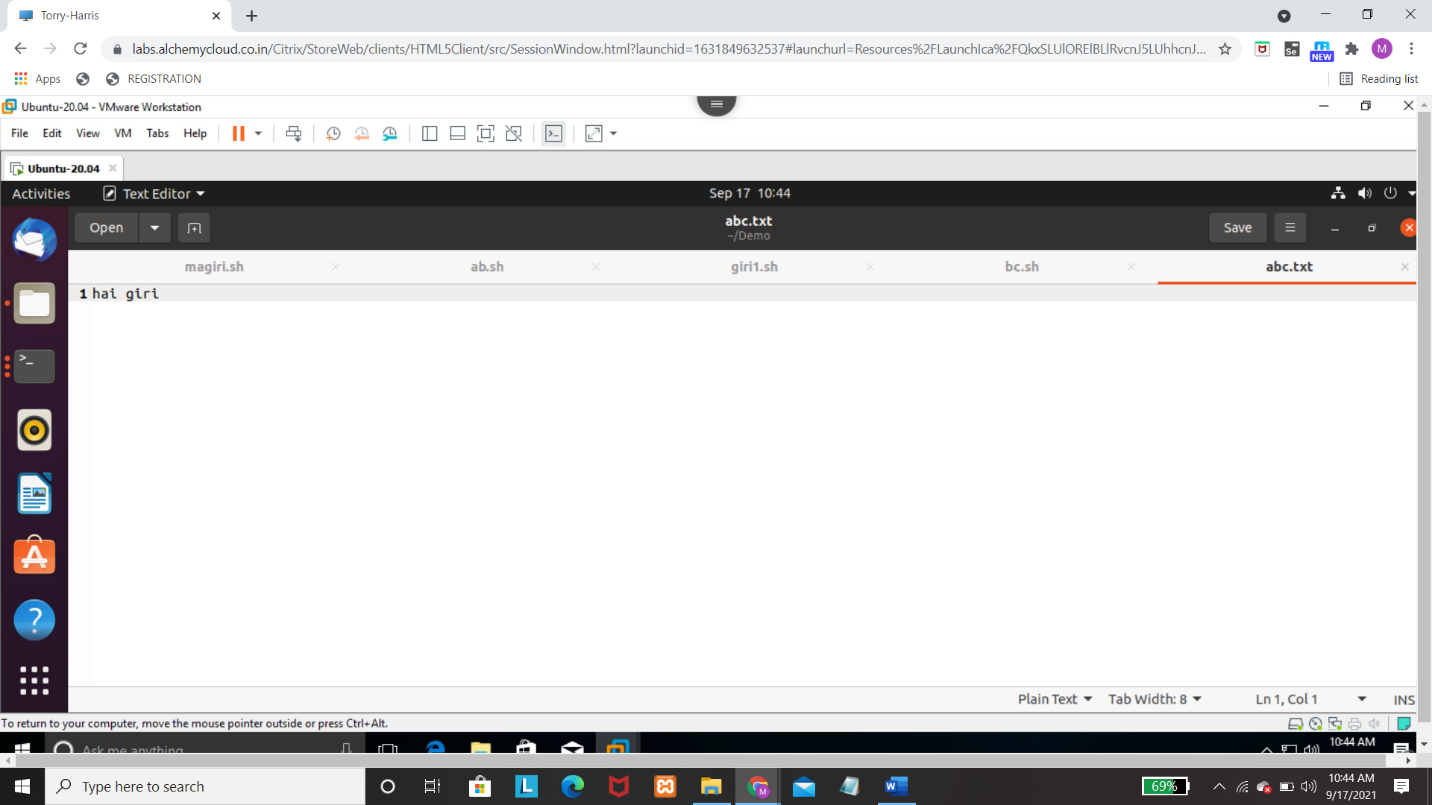 Torry-Harris
labs.alchemycloud.co.in/Citrix/StoreWeb/clients/HTML5Client/src/SessionWindow.html?launchid=1631849632537#launchurl=Resources%2FLaunchIca%2FQkxSLUlORElBLlRvcnJ5LUhhcnJ...
Se
NEW
M
Apps
REGISTRATION
Reading list
Ubuntu-20.04 - VMware Workstation
File Edit View VM Tabs Help
Ubuntu-20.04
Activities Text Editor Sep 17 10:44
Open abc.txt Save
~/Demo
magiri.sh ab.sh giri1.sh bc.sh abc.txt
1 hai giri
Plain Text Tab Width: 8 Ln 1, Col 1 INS
To return to your computer, move the mouse pointer outside or press Ctrl+Alt.
Ask me anything 10:44 AM
Type here to search L W 69% 10:44 AM
9/17/2021